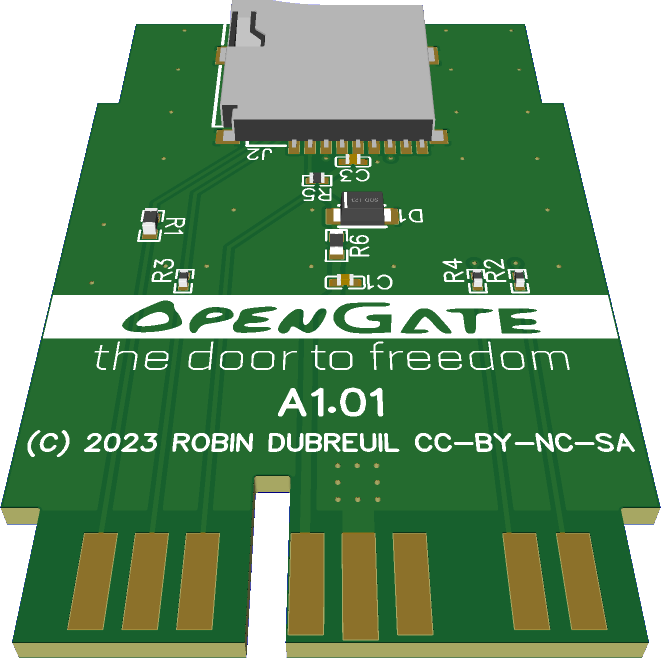 J2
C3
R5
D1
R1
R6
R3
C1
R4
R2
OPENGATE
the door to freedom
A1.01
(C) 2023 ROBIN DUBREUIL CC-BY-NC-SA